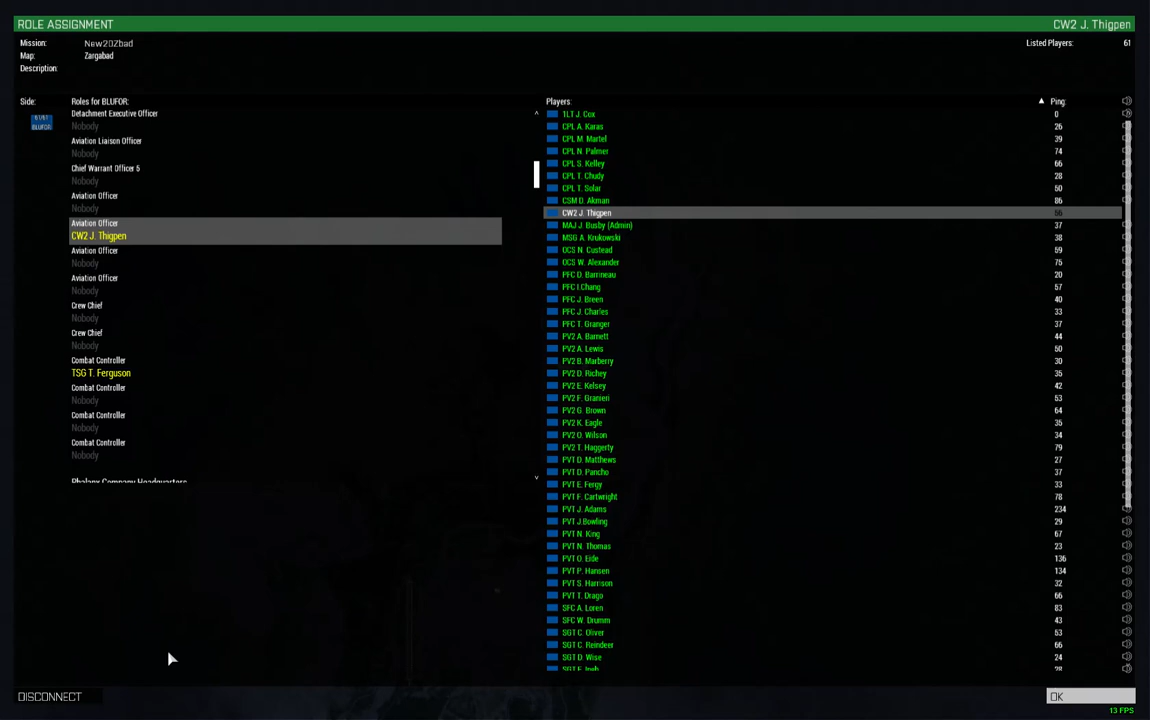 ROLE ASSIGNMENT
CW2 J. Thigpen
Mission: New20Zbad
Listed Players: 61
Map: Zargabad
Description:
Side:
BLUFOR
Roles for BLUFOR:
Detachment Executive Officer
Nobody
Aviation Liaison Officer
Nobody
Chief Warrant Officer 5
Nobody
Aviation Officer
Nobody
Aviation Officer
CW2 J. Thigpen
Aviation Officer
Nobody
Aviation Officer
Nobody
Crew Chief
Nobody
Crew Chief
Nobody
Combat Controller
TSG T. Ferguson
Combat Controller
Nobody
Combat Controller
Nobody
Combat Controller
Nobody
Phalanx Company Headquarters
Players: Ping:
1LT J. Cox 0
CPL A. Karas 26
CPL M. Martel 39
CPL N. Palmer 74
CPL S. Kelley 66
CPL T. Chudy 28
CPL T. Solar 50
CSM D. Akman 86
CW2 J. Thigpen 56
MAJ J. Busby (Admin) 37
MSG A. Krukowski 38
OCS N. Custead 59
OCS W. Alexander 75
PFC D. Barrineau 20
PFC I.Chang 57
PFC J. Breen 40
PFC J. Charles 33
PFC T. Granger 37
PV2 A. Barnett 44
PV2 A. Lewis 50
PV2 B. Marberry 30
PV2 D. Richey 35
PV2 E. Kelsey 42
PV2 F. Granieri 53
PV2 G. Brown 64
PV2 K. Eagle 35
PV2 O. Wilson 34
PV2 T. Haggerty 79
PVT D. Matthews 27
PVT D. Pancho 37
PVT E. Fergy 33
PVT F. Cartwright 78
PVT J. Adams 234
PVT J.Bowling 29
PVT N. King 67
PVT N. Thomas 23
PVT O. Eide 136
PVT P. Hansen 134
PVT S. Harrison 32
PVT T. Drago 66
SFC A. Loren 83
SFC W. Drumm 43
SGT C. Oliver 53
SGT C. Reindeer 66
SGT D. Wise 24
DISCONNECT
OK
13 FPS